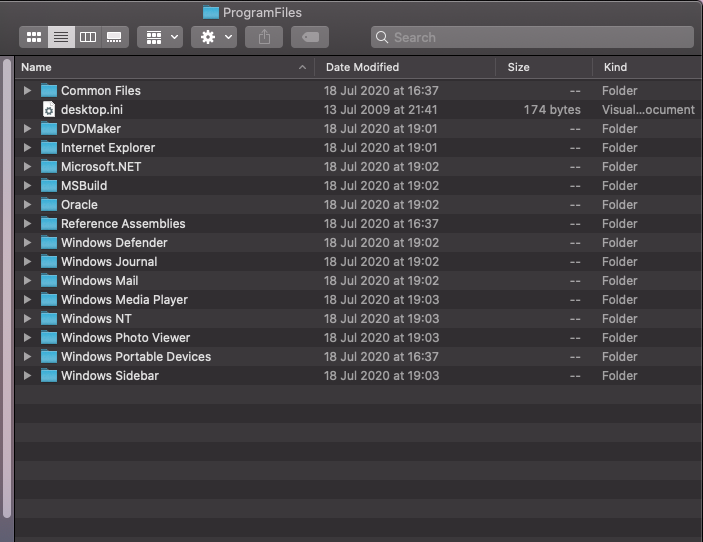 ProgramFiles
Search
Name Date Modified Size Kind
Common Files 18 Jul 2020 at 16:37 -- Folder
desktop.ini 13 Jul 2009 at 21:41 174 bytes Visual...ocument
DVDMaker 18 Jul 2020 at 19:01 -- Folder
Internet Explorer 18 Jul 2020 at 19:01 -- Folder
Microsoft.NET 18 Jul 2020 at 19:02 -- Folder
MSBuild 18 Jul 2020 at 19:02 -- Folder
Oracle 18 Jul 2020 at 19:02 -- Folder
Reference Assemblies 18 Jul 2020 at 16:37 -- Folder
Windows Defender 18 Jul 2020 at 19:02 -- Folder
Windows Journal 18 Jul 2020 at 19:02 -- Folder
Windows Mail 18 Jul 2020 at 19:02 -- Folder
Windows Media Player 18 Jul 2020 at 19:03 -- Folder
Windows NT 18 Jul 2020 at 19:03 -- Folder
Windows Photo Viewer 18 Jul 2020 at 19:03 -- Folder
Windows Portable Devices 18 Jul 2020 at 16:37 -- Folder
Windows Sidebar 18 Jul 2020 at 19:03 -- Folder